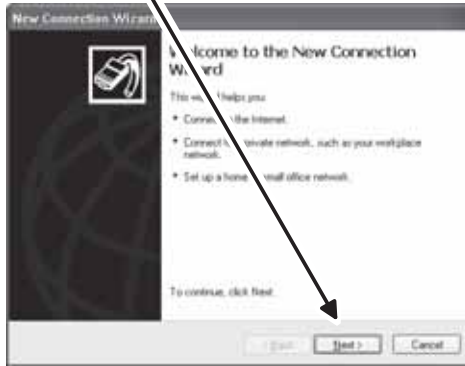 New Connection Wizard
Welcome to the New Connection
Wizard
This wizard helps you:
* Connect to the Internet.
* Connect to a private network, such as your workplace
network.
* Set up a home or small office network.
To continue, click Next.
< Back Next > Cancel